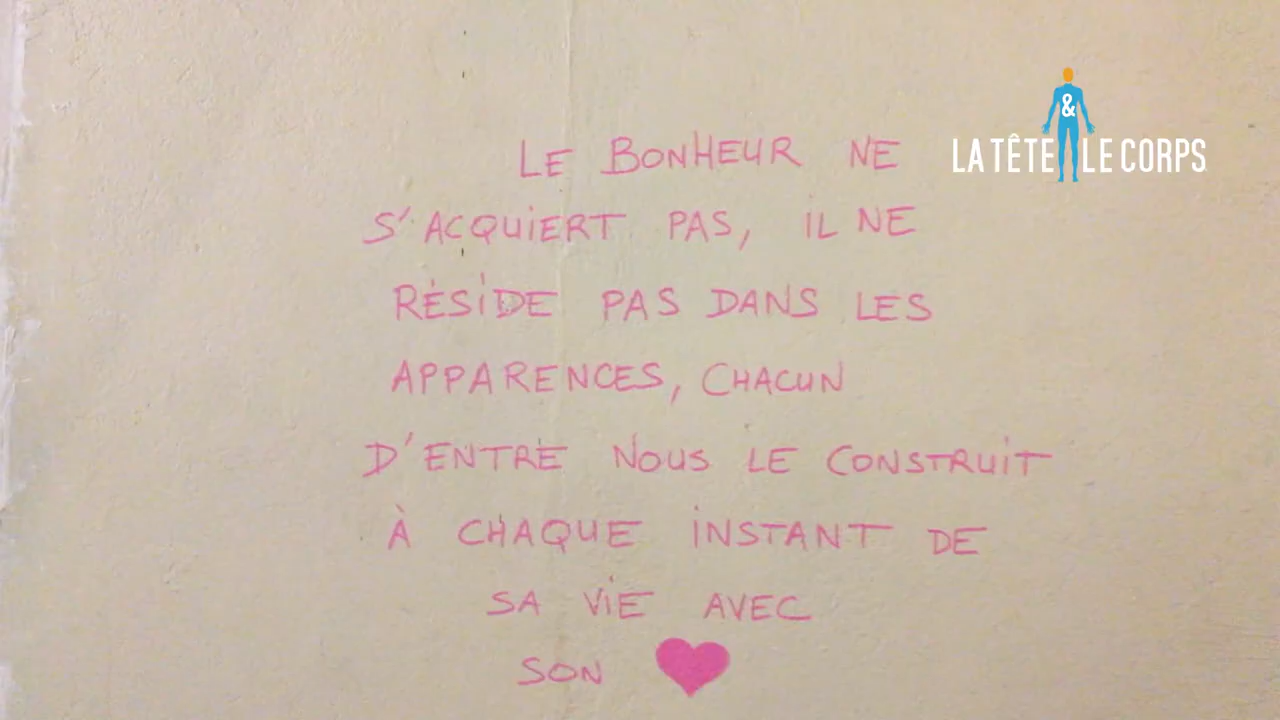 LE BONHEUR NE
S'ACQUIERT PAS, IL NE
RÉSIDE PAS DANS LES
APPARENCES, CHACUN
D'ENTRE NOUS LE CONSTRUIT
À CHAQUE INSTANT DE
SA VIE AVEC
SON
&
LA TÊTE LE CORPS